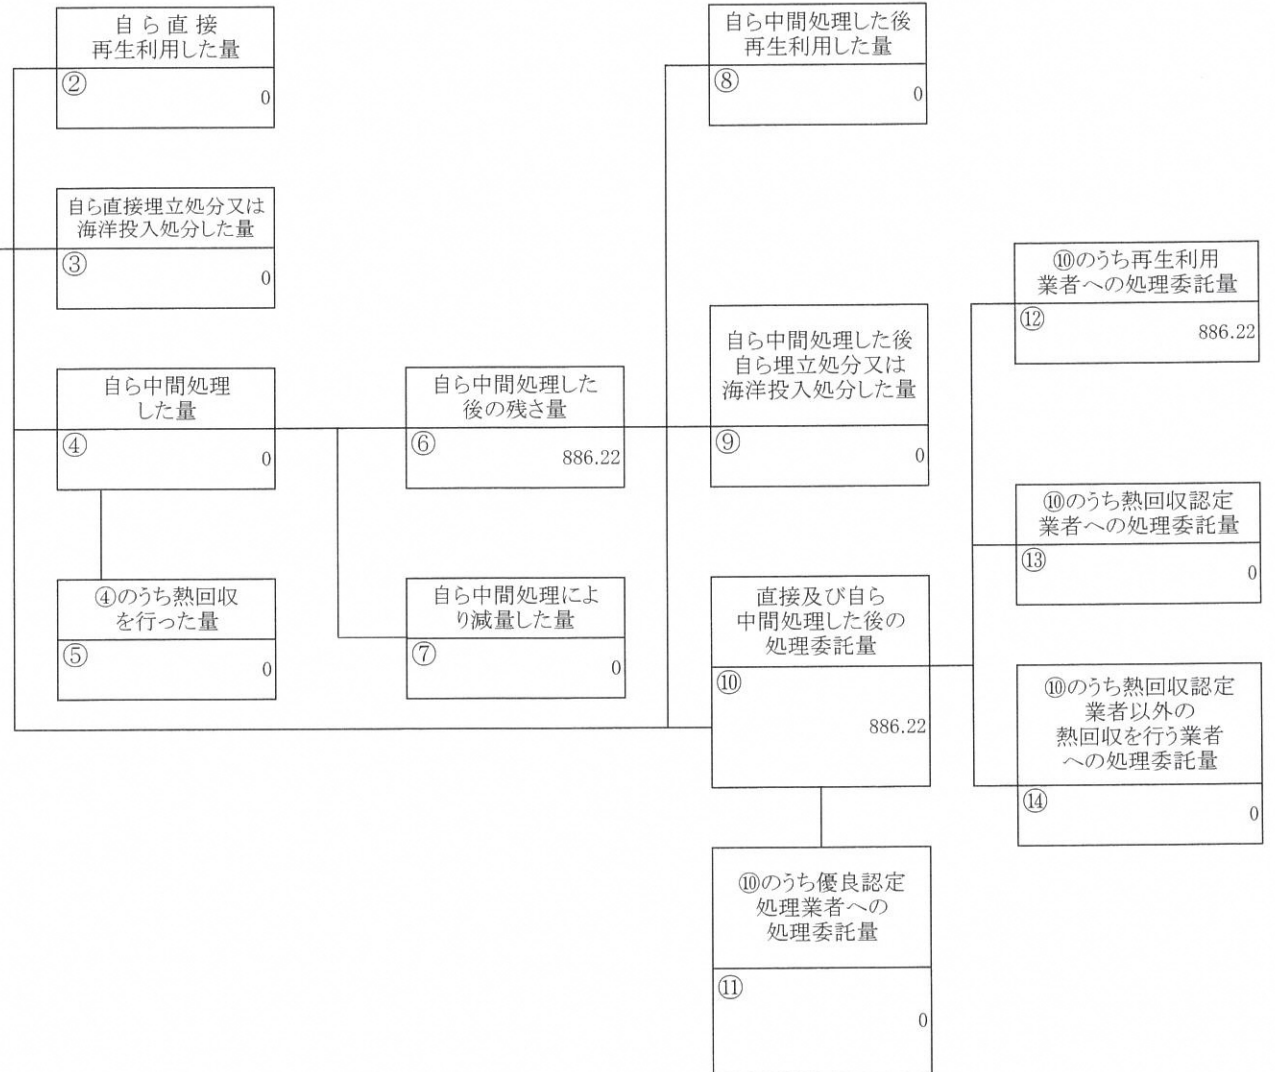 自ら直接
再生利用した量
②
0
自ら直接埋立処分又は
海洋投入処分した量
③
0
自ら中間処理
した量
④
0
④のうち熱回収
を行った量
⑤
0
自ら中間処理した
後の残さ量
⑥
886.22
自ら中間処理によ
り減量した量
⑦
0
自ら中間処理した後
再生利用した量
⑧
0
自ら中間処理した後
自ら埋立処分又は
海洋投入処分した量
⑨
0
直接及び自ら
中間処理した後の
処理委託量
⑩
886.22
⑩のうち優良認定
処理業者への
処理委託量
⑪
0
⑩のうち再生利用
業者への処理委託量
⑫
886.22
⑩のうち熱回収認定
業者への処理委託量
⑬
0
⑩のうち熱回収認定
業者以外の
熱回収を行う業者
への処理委託量
⑭
0